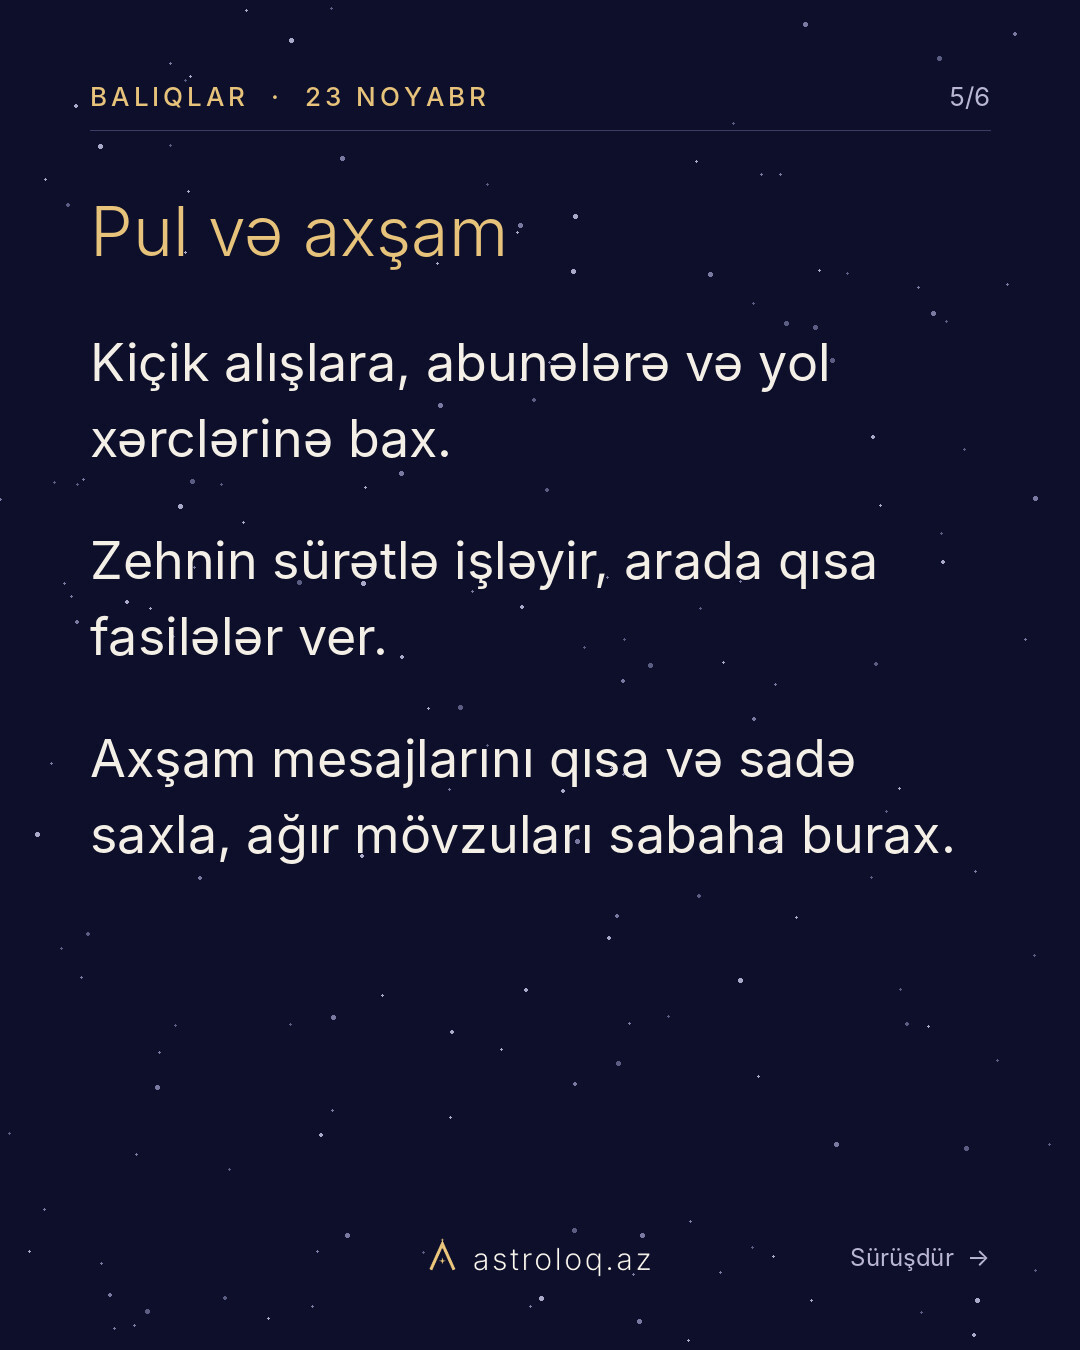 BALIQLAR · 23 NOYABR 5/6
Pul və axşam
Kiçik alışlara, abunələrə və yol
xərclərinə bax.
Zehnin sürətlə işləyir, arada qısa
fasilələr ver.
Axşam mesajlarını qısa və sadə
saxla, ağır mövzuları sabaha burax.
astroloq.az Sürüşdür →